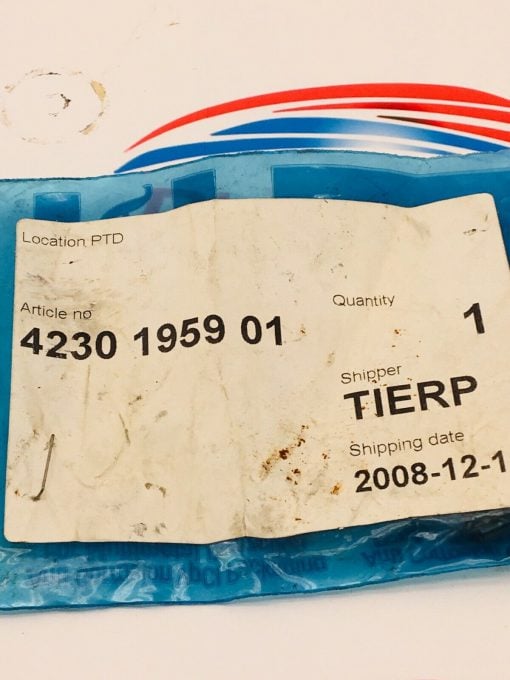 Location PTD
Article no
4230 1959 01
Quantity
1
Shipper
TIERP
Shipping date
2008-12-1